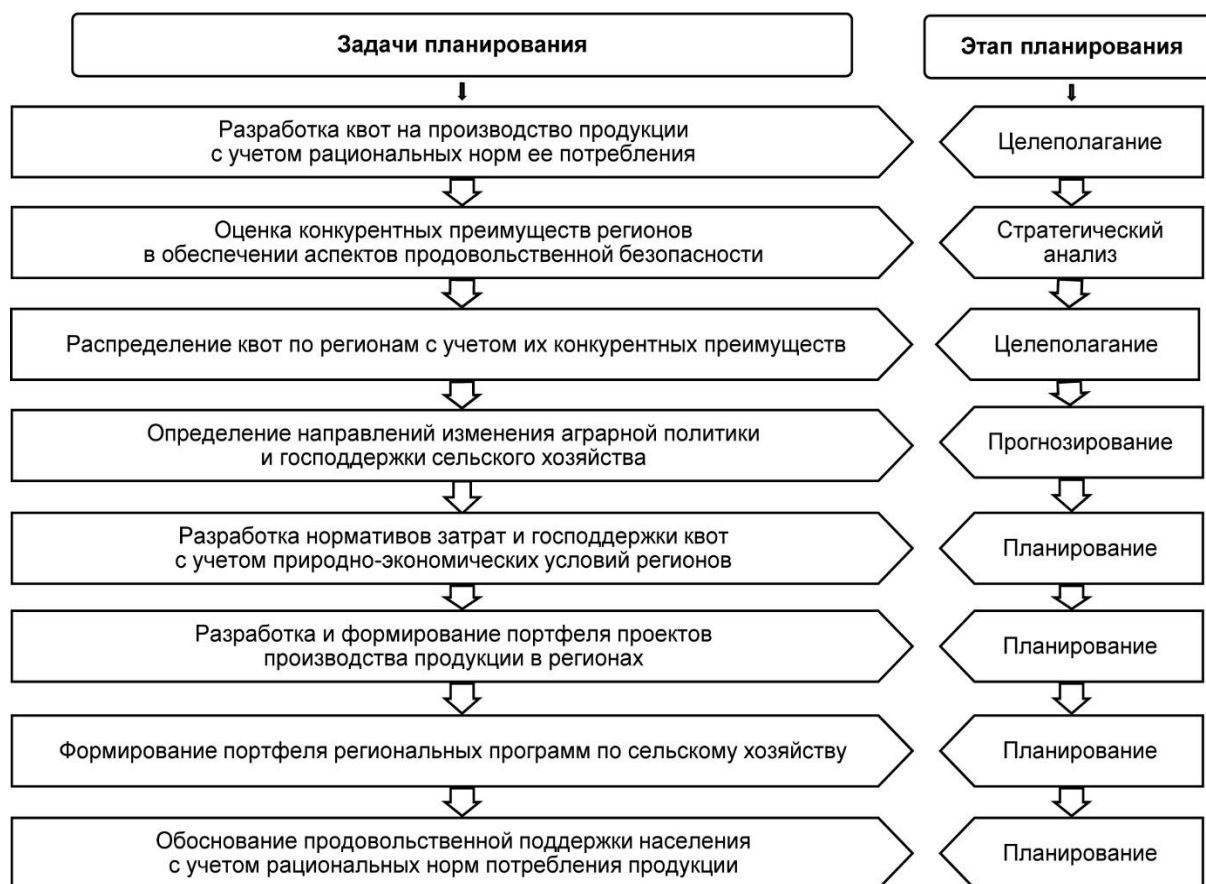 Задачи планирования
Этап планирования
Разработка квот на производство продукции
с учетом рациональных норм ее потребления
Целеполагание
Оценка конкурентных преимуществ регионов
в обеспечении аспектов продовольственной безопасности
Стратегический
анализ
Распределение квот по регионам с учетом их конкурентных преимуществ
Целеполагание
Определение направлений изменения аграрной политики
и господдержки сельского хозяйства
Прогнозирование
Разработка нормативов затрат и господдержки квот
с учетом природно-экономических условий регионов
Планирование
Разработка и формирование портфеля проектов
производства продукции в регионах
Планирование
Формирование портфеля региональных программ по сельскому хозяйству
Планирование
Обоснование продовольственной поддержки населения
с учетом рациональных норм потребления продукции
Планирование